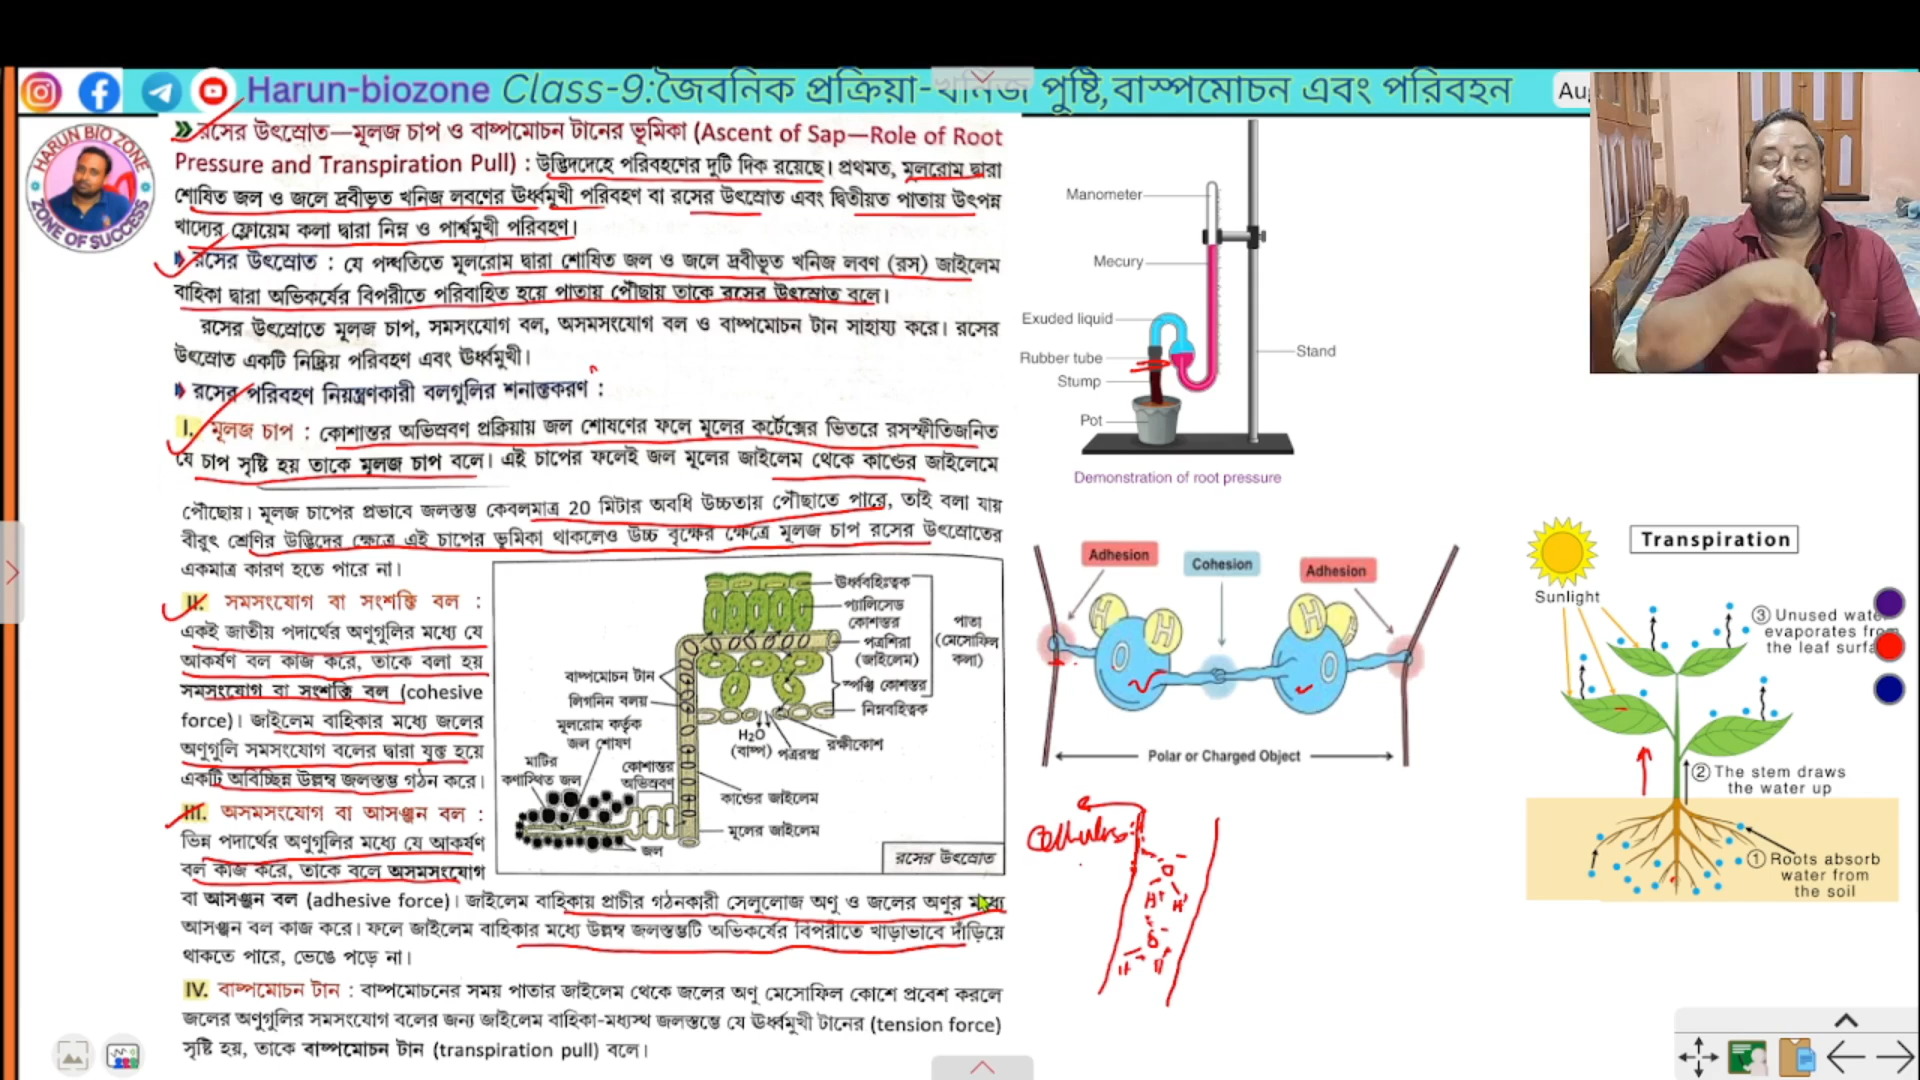 Harun-biozone Class-9:জৈবনিক প্রক্রিয়া-খনিজ পুষ্টি,বাস্পমোচন এবং পরিবহন
Au
HARUN BIO ZONE
ZONE OF SUCCESS
রসের উৎস্রোত—মূলজ চাপ ও বাষ্পমোচন টানের ভূমিকা (Ascent of Sap—Role of Root
Pressure and Transpiration Pull) : উদ্ভিদদেহে পরিবহণের দুটি দিক রয়েছে। প্রথমত, মূলরোম দ্বারা
শোষিত জল ও জলে দ্রবীভূত খনিজ লবণের ঊর্ধ্বমুখী পরিবহণ বা রসের উৎস্রোত এবং দ্বিতীয়ত পাতায় উৎপন্ন
খাদ্যের ফ্লোয়েম কলা দ্বারা নিম্ন ও পার্শ্বমুখী পরিবহণ।
রসের উৎস্রোত : যে পদ্ধতিতে মূলরোম দ্বারা শোষিত জল ও জলে দ্রবীভূত খনিজ লবণ (রস) জাইলেম
বাহিকা দ্বারা অভিকর্ষের বিপরীতে পরিবাহিত হয়ে পাতায় পৌঁছায় তাকে রসের উৎস্রোত বলে।
রসের উৎস্রোতে মূলজ চাপ, সমসংযোগ বল, অসমসংযোগ বল ও বাষ্পমোচন টান সাহায্য করে। রসের
উৎস্রোত একটি নিষ্ক্রিয় পরিবহণ এবং ঊর্ধ্বমুখী।
রসের পরিবহণ নিয়ন্ত্রণকারী বলগুলির শনাক্তকরণ :
I. মূলজ চাপ : কোশান্তর অভিস্রবণ প্রক্রিয়ায় জল শোষণের ফলে মূলের কর্টেক্সের ভিতরে রসস্ফীতিজনিত
যে চাপ সৃষ্টি হয় তাকে মূলজ চাপ বলে। এই চাপের ফলেই জল মূলের জাইলেম থেকে কাণ্ডের জাইলেমে
পৌঁছোয়। মূলজ চাপের প্রভাবে জলস্তম্ভ কেবলমাত্র 20 মিটার অবধি উচ্চতায় পৌঁছাতে পারে, তাই বলা যায়
বীরুৎ শ্রেণির উদ্ভিদের ক্ষেত্রে এই চাপের ভূমিকা থাকলেও উচ্চ বৃক্ষের ক্ষেত্রে মূলজ চাপ রসের উৎস্রোতের
একমাত্র কারণ হতে পারে না।
II. সমসংযোগ বা সংশক্তি বল :
একই জাতীয় পদার্থের অণুগুলির মধ্যে যে
আকর্ষণ বল কাজ করে, তাকে বলা হয়
সমসংযোগ বা সংশক্তি বল (cohesive
force)। জাইলেম বাহিকার মধ্যে জলের
অণুগুলি সমসংযোগ বলের দ্বারা যুক্ত হয়ে
একটি অবিচ্ছিন্ন উল্লম্ব জলস্তম্ভ গঠন করে।
III. অসমসংযোগ বা আসঞ্জন বল :
ভিন্ন পদার্থের অণুগুলির মধ্যে যে আকর্ষণ
বল কাজ করে, তাকে বলে অসমসংযোগ
বা আসঞ্জন বল (adhesive force)। জাইলেম বাহিকায় প্রাচীর গঠনকারী সেলুলোজ অণু ও জলের অণুর মধ্যে
আসঞ্জন বল কাজ করে। ফলে জাইলেম বাহিকার মধ্যে উল্লম্ব জলস্তম্ভটি অভিকর্ষের বিপরীতে খাড়াভাবে দাঁড়িয়ে
থাকতে পারে, ভেঙে পড়ে না।
IV. বাষ্পমোচন টান : বাষ্পমোচনের সময় পাতার জাইলেম থেকে জলের অণু মেসোফিল কোশে প্রবেশ করলে
জলের অণুগুলির সমসংযোগ বলের জন্য জাইলেম বাহিকা-মধ্যস্থ জলস্তম্ভে যে ঊর্ধ্বমুখী টানের (tension force)
সৃষ্টি হয়, তাকে বাষ্পমোচন টান (transpiration pull) বলে।
ঊর্ধ্ববহিঃত্বক
প্যালিসেড
কোশস্তর
পত্রশিরা
(জাইলেম)
পাতা
(মেসোফিল
কলা)
স্পঞ্জি কোশস্তর
নিম্নবহিঃত্বক
বাষ্পমোচন টান
লিগনিন বলয়
মূলরোম কর্তৃক
জল শোষণ
H₂O
(বাষ্প)
পত্ররন্ধ্র
রক্ষীকোশ
মাটির
কণাস্থিত জল
কোশান্তর
অভিস্রবণ
কাণ্ডের জাইলেম
মূলের জাইলেম
জল
রসের উৎস্রোত
Manometer
Mecury
Exuded liquid
Rubber tube
Stump
Pot
Stand
Demonstration of root pressure
Adhesion
Cohesion
Adhesion
H
H
H
O
O
Polar or Charged Object
Transpiration
Sunlight
③ Unused wate
evaporates from
the leaf surfa
② The stem draws
the water up
① Roots absorb
water from
the soil